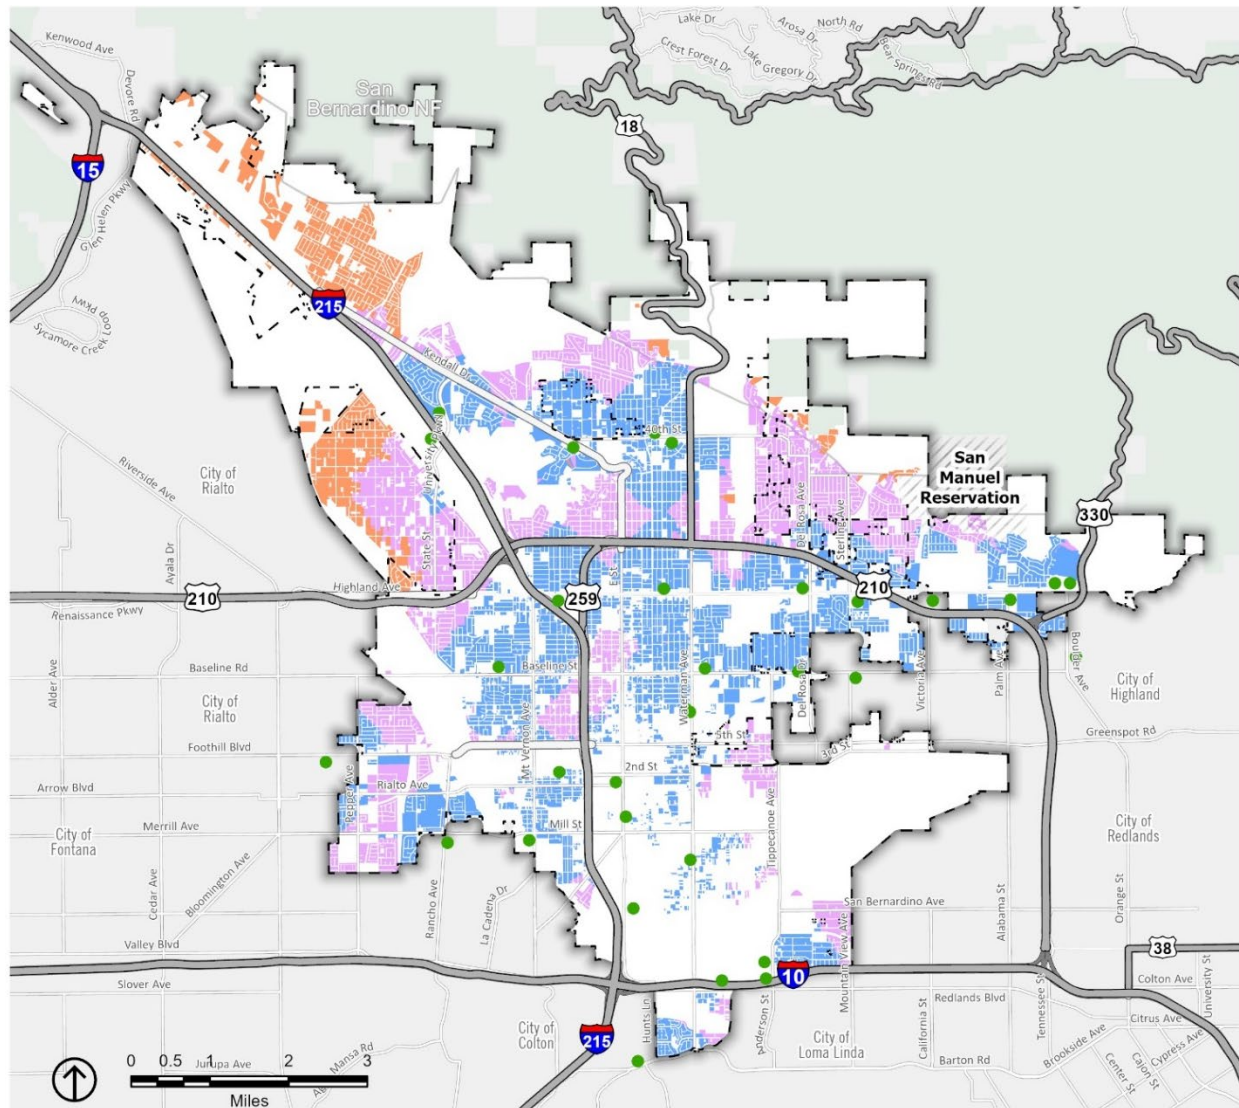 Lake Dr
Arosa Dr
North Rd
Kenwood Ave
Crest Forest Dr
Lake Gregory Dr
Bear Springs Rd
Devore Rd
San
Bernardino NF
18
15
Glen Helen Pkwy
215
Sycamore Creek Loop Pkwy
Kendall Dr
40th St
University Pkwy
Riverside Ave
City of
Rialto
San
Manuel
Reservation
Del Rosa Ave
Sterling Ave
330
State St
Ayala Dr
Highland Ave
210
259
E St
210
Renaissance Pkwy
Alder Ave
Baseline Rd
Baseline St
Waterman Ave
Del Rosa Dr
Victoria Ave
Palm Ave
Boulder Ave
City of
Highland
City of
Rialto
Mt Vernon Ave
Foothill Blvd
5th St
3rd St
Greenspot Rd
2nd St
Arrow Blvd
Pepper Ave
Rialto Ave
Tippecanoe Ave
City of
Fontana
Merrill Ave
Mill St
City of
Redlands
Cedar Ave
Bloomington Ave
Rancho Ave
La Cadena Dr
San Bernardino Ave
Mountain View Ave
Alabama St
Orange St
Valley Blvd
38
Slover Ave
10
Colton Ave
University St
Redlands Blvd
Citrus Ave
City of
Colton
215
Hunts Ln
Anderson St
City of
Loma Linda
California St
Tennessee St
Brookside Ave
Cypress Ave
Cajon St
Center St
Barton Rd
Jurupa Ave
Mansa Rd
0 0.5 1 2 3
Miles